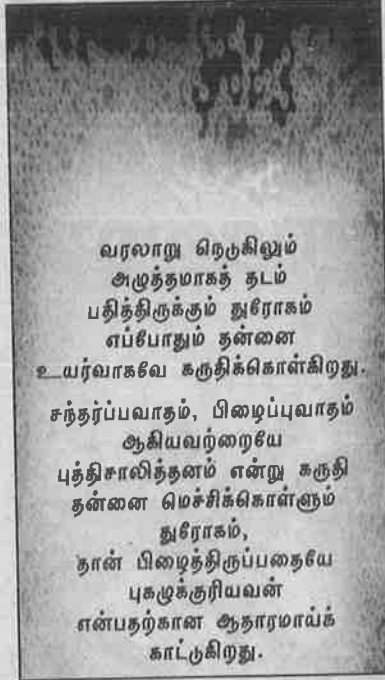 வரலாறு நெடுகிலும்
அழுத்தமாகத் தடம்
பதித்திருக்கும் துரோகம்
எப்போதும் தன்னை
உயர்வாகவே கருதிக்கொள்கிறது.
சந்தர்ப்பவாதம், பிழைப்புவாதம்
ஆகியவற்றையே
புத்திசாலித்தனம் என்று கருதி
தன்னை மெச்சிக்கொள்ளும்
துரோகம்,
தான் பிழைத்திருப்பதையே
புகழுக்குரியவன்
என்பதற்கான ஆதாரமாய்க்
காட்டுகிறது.